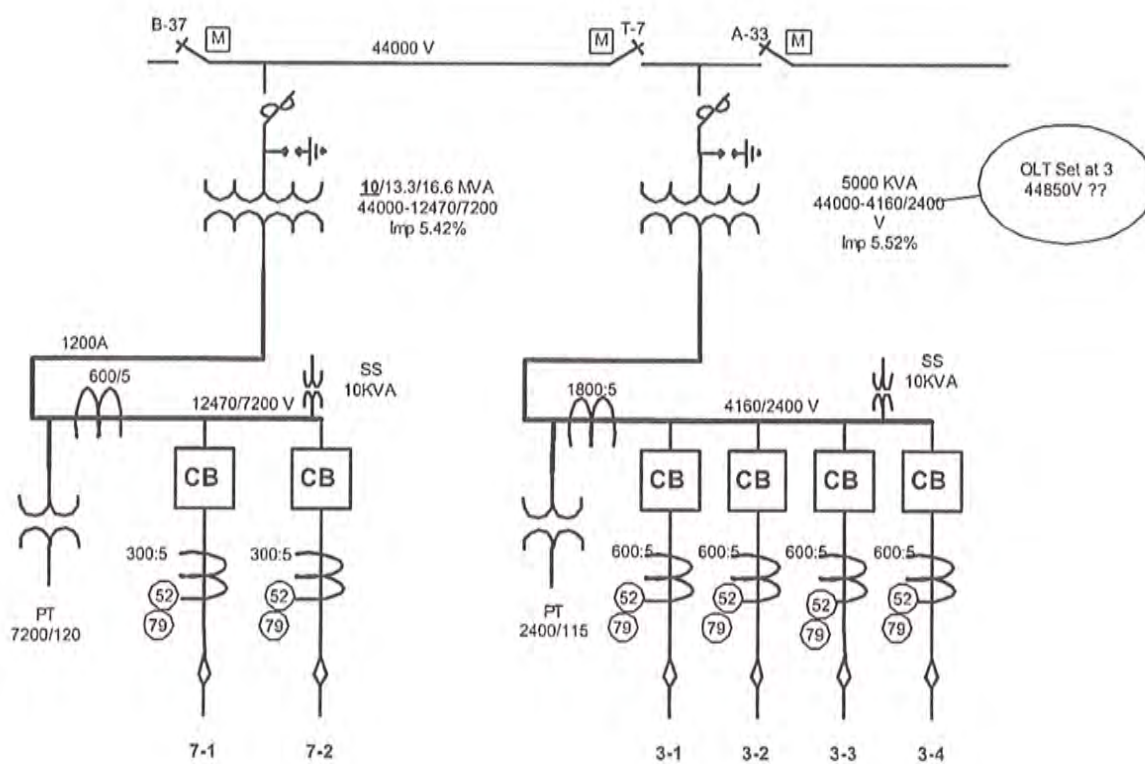 B-37
M
44000 V
M
T-7
A-33
M
10/13.3/16.6 MVA
44000-12470/7200
Imp 5.42%
5000 KVA
44000-4160/2400
V
Imp 5.52%
OLT Set at 3
44850V ??
1200A
600/5
SS
10KVA
12470/7200 V
CB
CB
300:5
300:5
52
79
52
79
PT
7200/120
7-1
7-2
1800:5
SS
10KVA
4160/2400 V
CB
CB
CB
CB
600:5
600:5
600:5
600:5
52
79
52
79
52
79
52
79
PT
2400/115
3-1
3-2
3-3
3-4